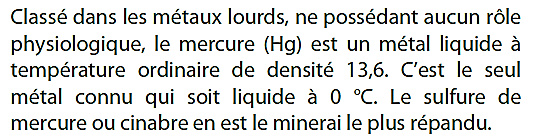 Classé dans les métaux lourds, ne possédant aucun rôle
physiologique, le mercure (Hg) est un métal liquide à
température ordinaire de densité 13,6. C’est le seul
métal connu qui soit liquide à 0 °C. Le sulfure de
mercure ou cinabre en est le minerai le plus répandu.